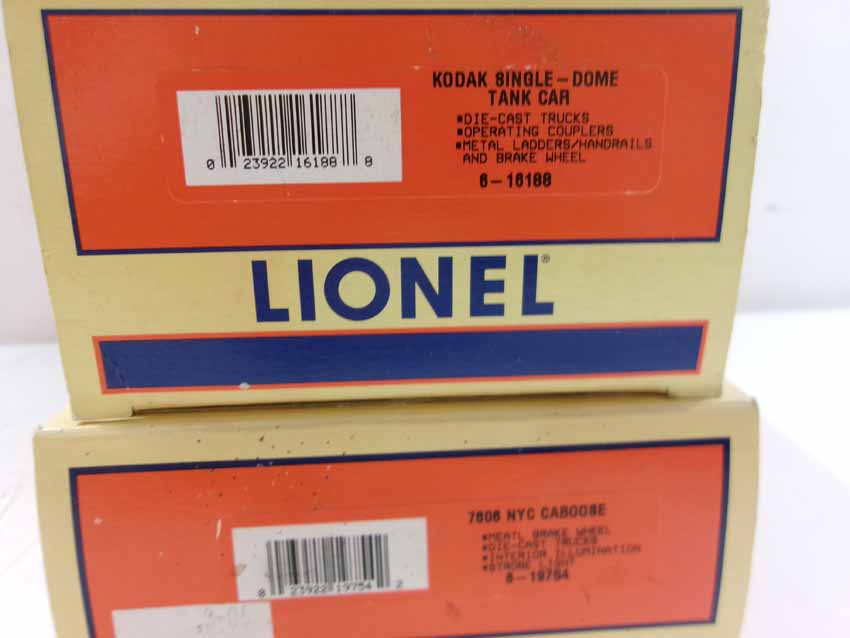 KODAK SINGLE-DOME
TANK CAR
▪DIE-CAST TRUCKS
▪OPERATING COUPLERS
▪METAL LADDERS/HANDRAILS
AND BRAKE WHEEL
6-16188
0 23922 16188 8
LIONEL®
7606 NYC CABOOSE
▪MEATL BRAKE WHEEL
▪DIE-CAST TRUCKS
▪INTERIOR ILLUMINATION
▪STROBE LIGHT
6-19754
0 23922 19754 2